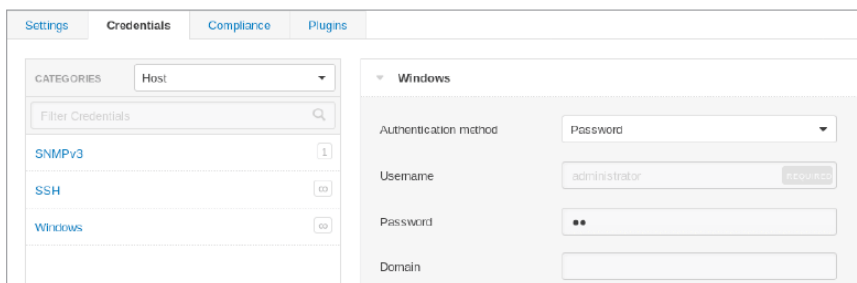 Settings Credentials Compliance Plugins
CATEGORIES Host
Filter Credentials
SNMPv3 1
SSH ∞
Windows ∞
Windows
Authentication method Password
Username administrator REQUIRED
Password ••
Domain